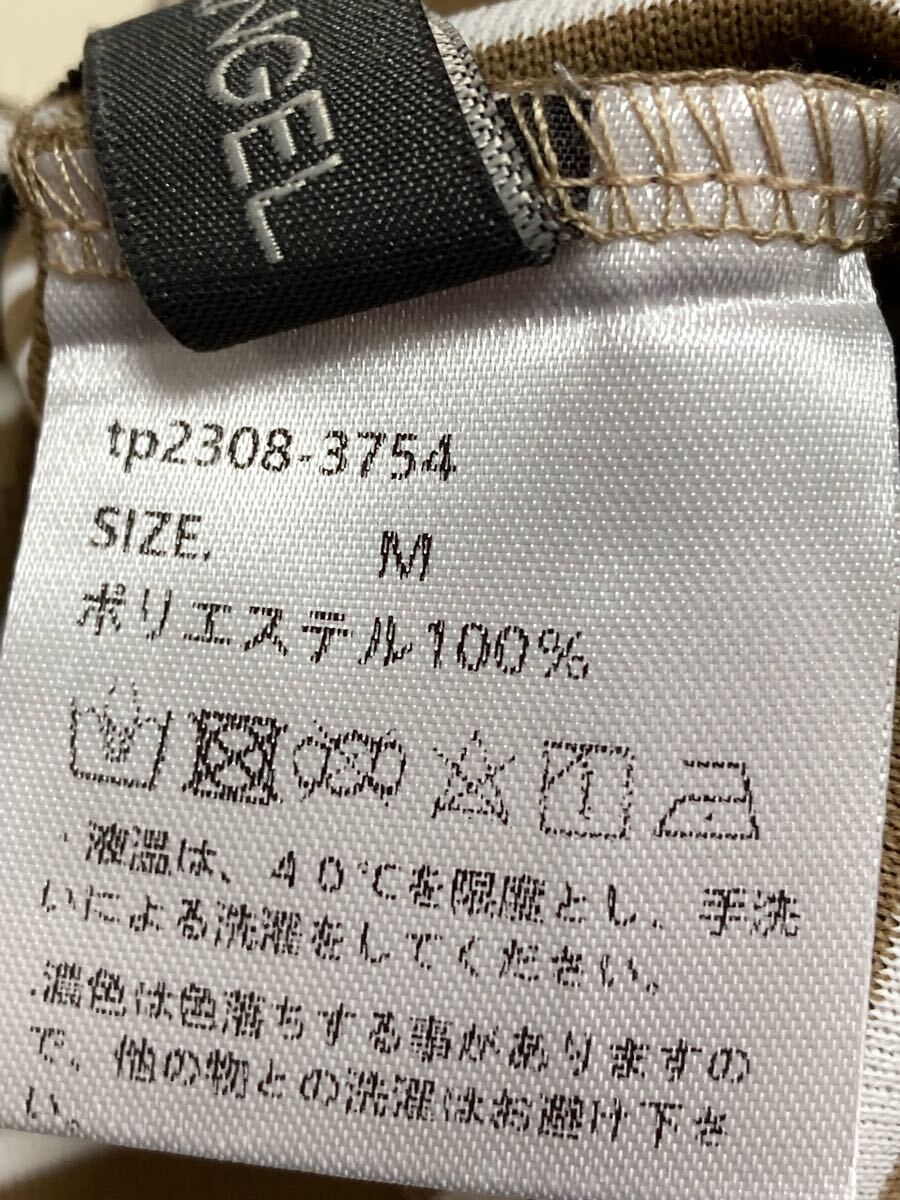 NGEL
tp2308-3754
SIZE. M
ポリエステル100%
.液温は、40℃を限度とし、手洗
いによる洗濯をしてください。
.濃色は色落ちする事がありますの
で、他の物との洗濯はお避け下さ
い。